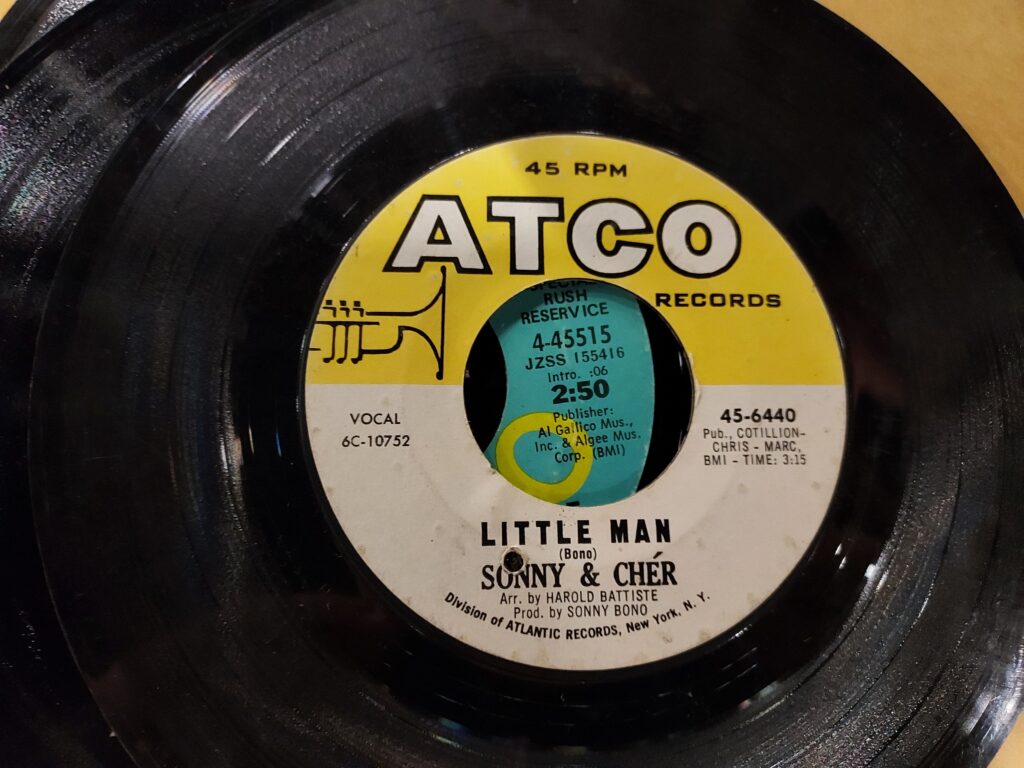 45 RPM
ATCO
RECORDS
SPECIAL
RUSH
RESERVICE
4-45515
JZSS 155416
Intro. :06
2:50
Publisher:
Al Gallico Mus.,
Inc. & Algee Mus.
Corp. (BMI)
VOCAL
6C-10752
45-6440
Pub., COTILLION-
CHRIS - MARC,
BMI - TIME: 3:15
LITTLE MAN
(Bono)
SONNY & CHÉR
Arr. by HAROLD BATTISTE
Prod. by SONNY BONO
Division of ATLANTIC RECORDS, New York, N. Y.